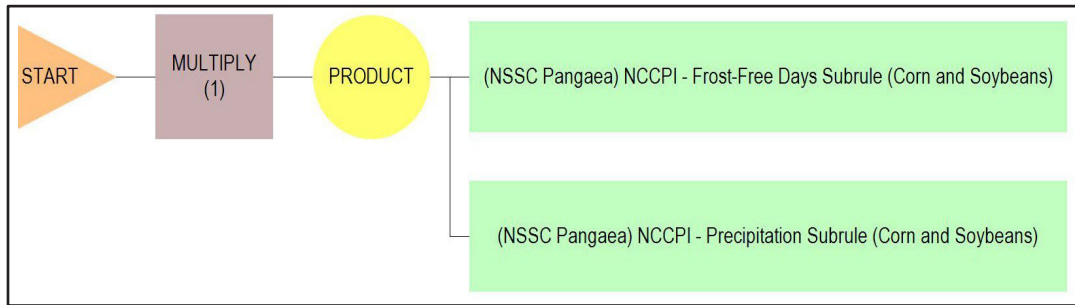 START
MULTIPLY
(1)
PRODUCT
(NSSC Pangaea) NCCPI - Frost-Free Days Subrule (Corn and Soybeans)
(NSSC Pangaea) NCCPI - Precipitation Subrule (Corn and Soybeans)